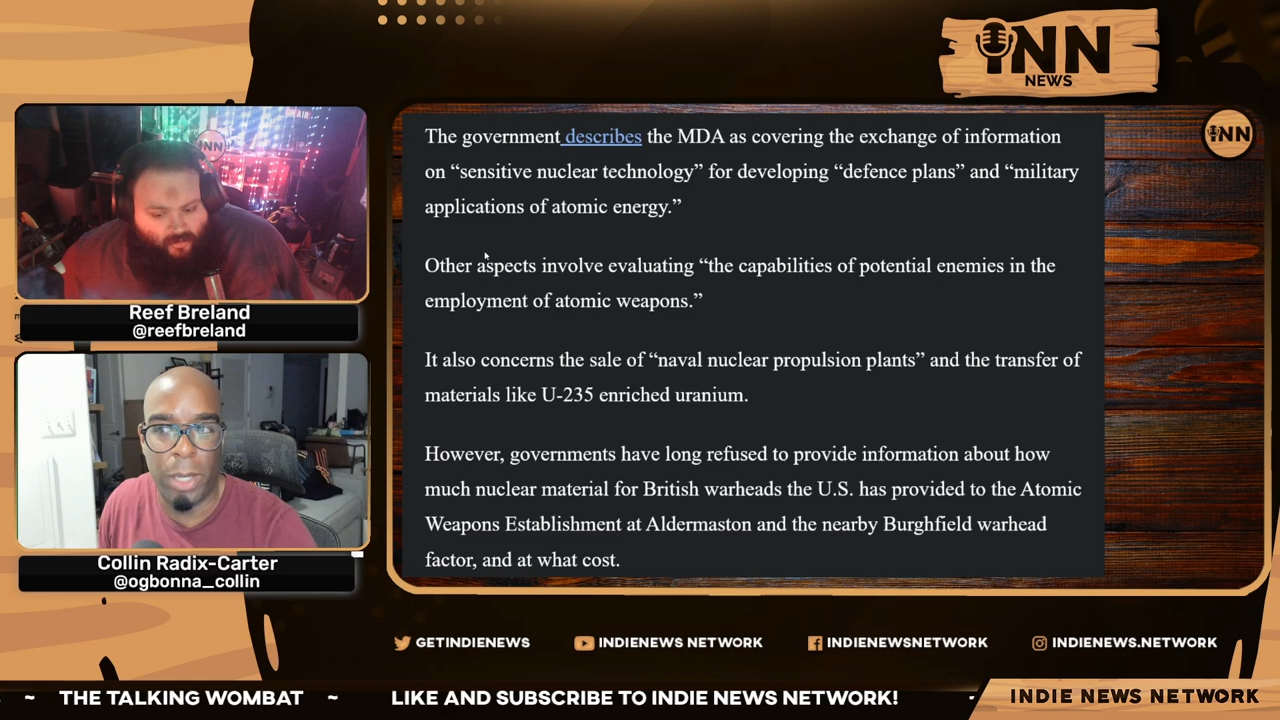 INN
NEWS
INN
INN
The government describes the MDA as covering the exchange of information
on “sensitive nuclear technology” for developing “defence plans” and “military
applications of atomic energy.”
Other aspects involve evaluating “the capabilities of potential enemies in the
employment of atomic weapons.”
It also concerns the sale of “naval nuclear propulsion plants” and the transfer of
materials like U-235 enriched uranium.
However, governments have long refused to provide information about how
much nuclear material for British warheads the U.S. has provided to the Atomic
Weapons Establishment at Aldermaston and the nearby Burghfield warhead
factor, and at what cost.
Reef Breland
@reefbreland
Collin Radix-Carter
@ogbonna_collin
GETINDIENEWS
INDIENEWS NETWORK
INDIENEWSNETWORK
INDIENEWS.NETWORK
~ THE TALKING WOMBAT ~ LIKE AND SUBSCRIBE TO INDIE NEWS NETWORK! -
INDIE NEWS NETWORK